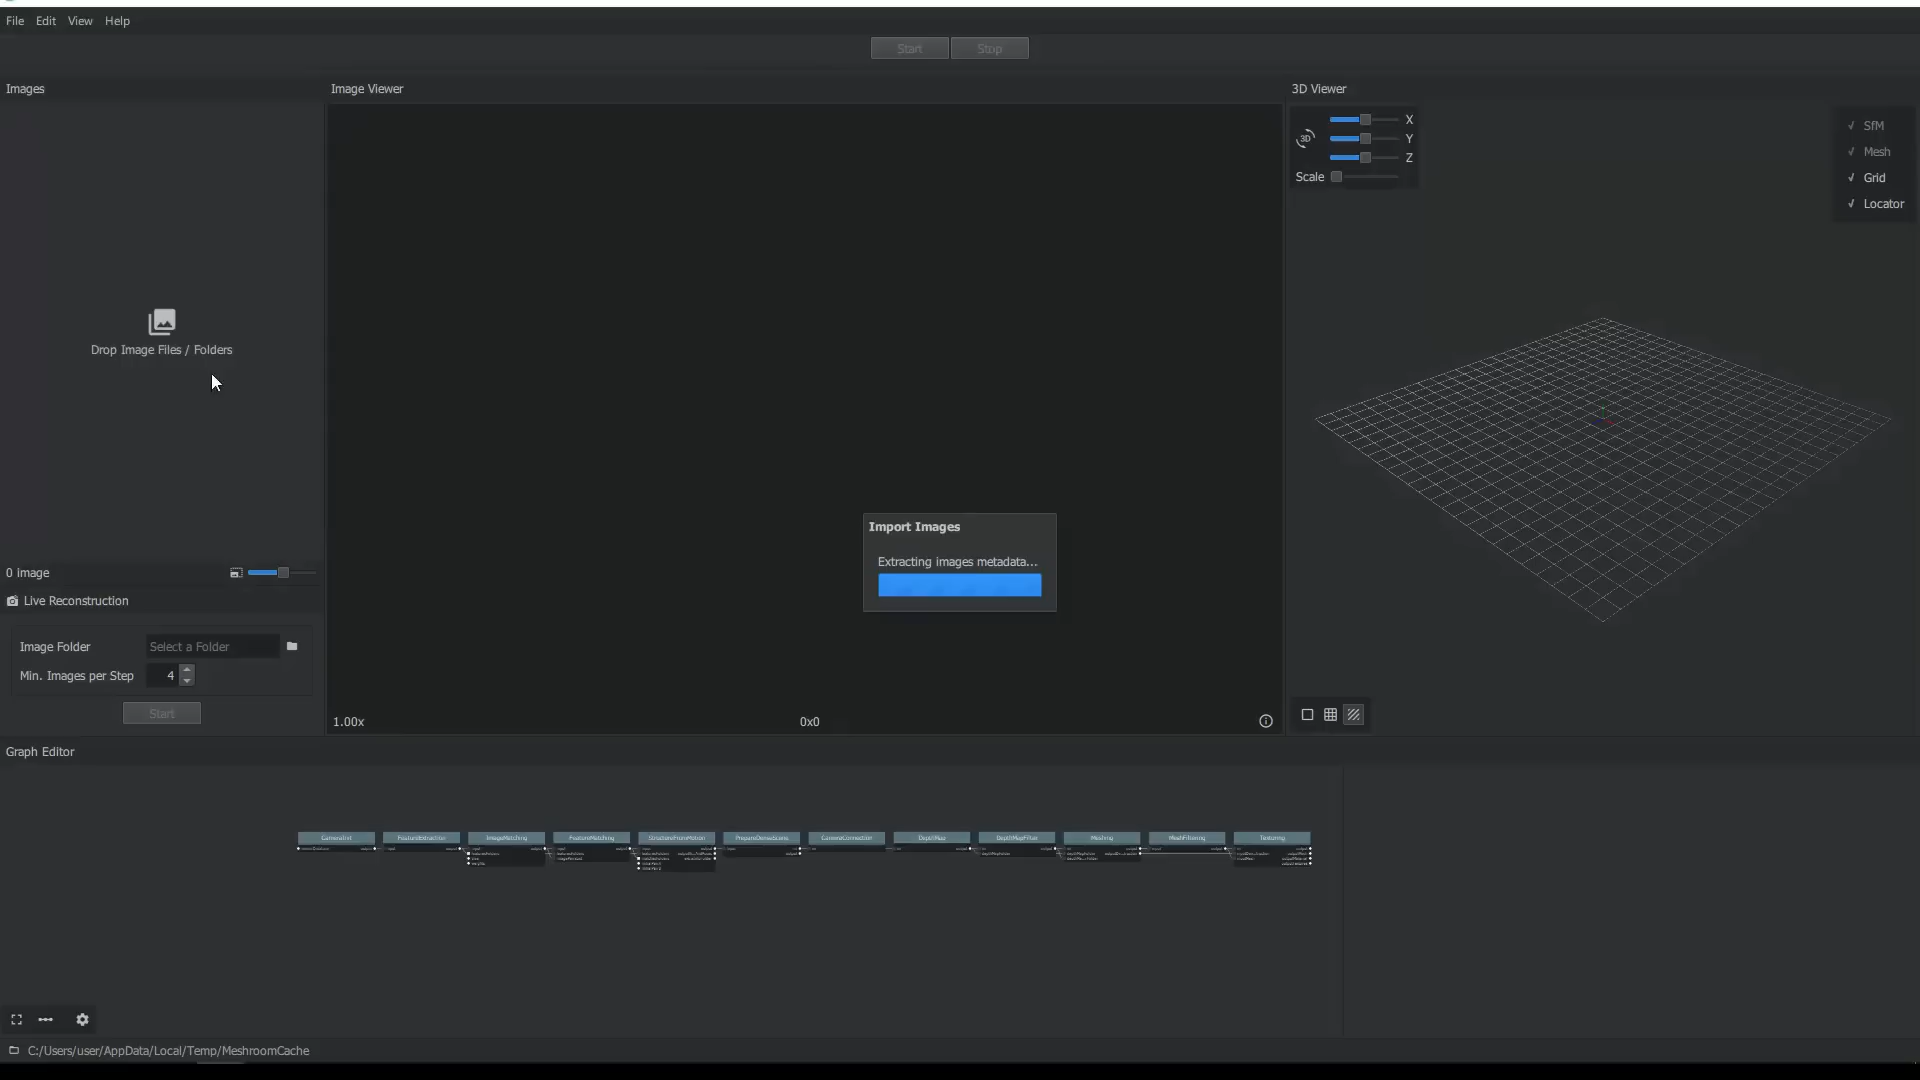 File Edit View Help
Start Stop
Images
Image Viewer
3D Viewer
3D
X
Y
Z
Scale
SfM
Mesh
Grid
Locator
Drop Image Files / Folders
Import Images
Extracting images metadata...
0 image
Live Reconstruction
Image Folder Select a Folder
Min. Images per Step 4
Start
1.00x 0x0
Graph Editor
CameraInit FeatureExtraction ImageMatching FeatureMatching StructureFromMotion PrepareDenseScene CameraConnection DepthMap DepthMapFilter Meshing MeshFiltering Texturing
C:/Users/user/AppData/Local/Temp/MeshroomCache